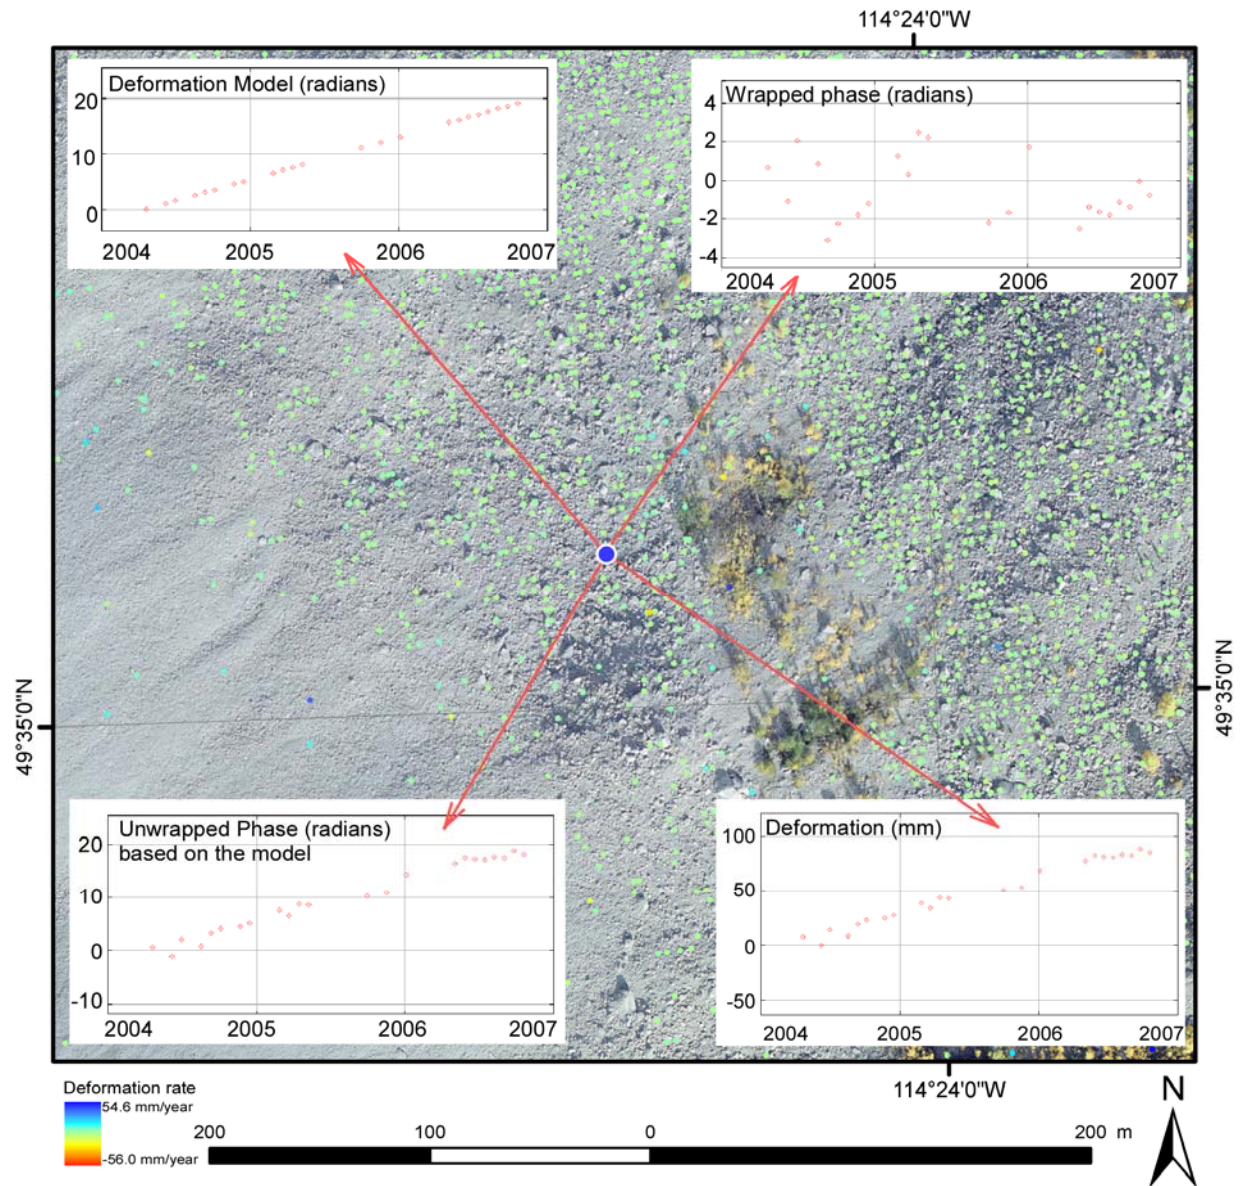 114°24'0"W
Deformation Model (radians)
20
10
0
2004 2005 2006 2007
Wrapped phase (radians)
4
2
0
-2
-4
2004 2005 2006 2007
49°35'0"N
49°35'0"N
Unwrapped Phase (radians)
based on the model
20
10
0
-10
2004 2005 2006 2007
Deformation (mm)
100
50
0
-50
2004 2005 2006 2007
114°24'0"W
Deformation rate
54.6 mm/year
-56.0 mm/year
200 100 0 200 m
N